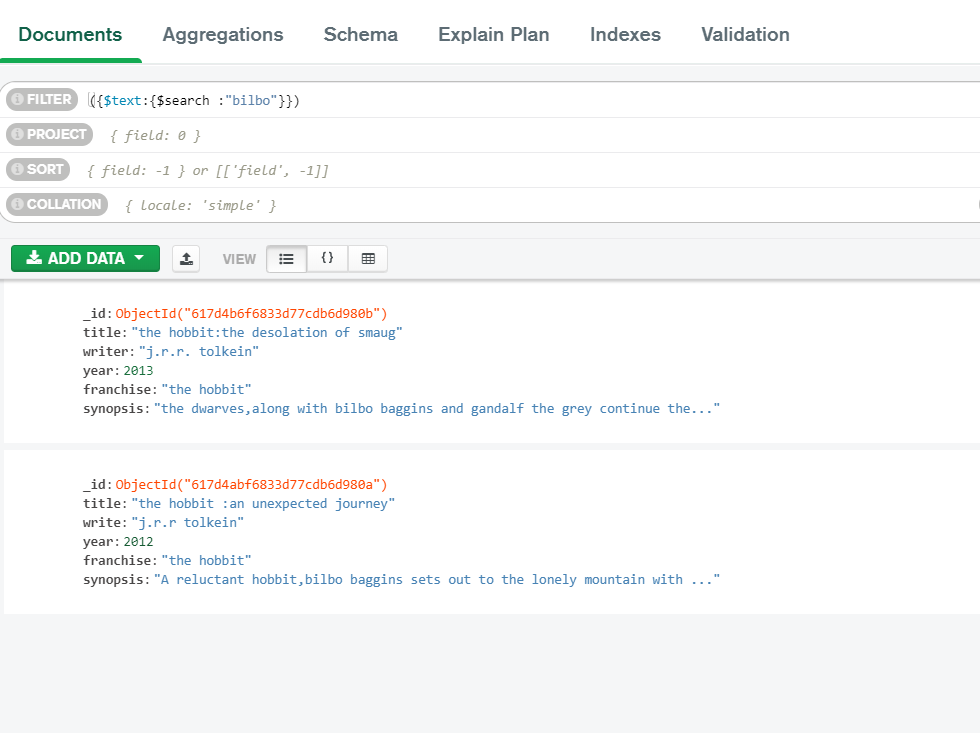 Documents Aggregations Schema Explain Plan Indexes Validation
FILTER ({$text:{$search :"bilbo"}})
PROJECT { field: 0 }
SORT { field: -1 } or [['field', -1]]
COLLATION { locale: 'simple' }
ADD DATA VIEW {}
_id: ObjectId("617d4b6f6833d77cdb6d980b")
title: "the hobbit:the desolation of smaug"
writer: "j.r.r. tolkein"
year: 2013
franchise: "the hobbit"
synopsis: "the dwarves,along with bilbo baggins and gandalf the grey continue the..."
_id: ObjectId("617d4abf6833d77cdb6d980a")
title: "the hobbit :an unexpected journey"
write: "j.r.r tolkein"
year: 2012
franchise: "the hobbit"
synopsis: "A reluctant hobbit,bilbo baggins sets out to the lonely mountain with ..."